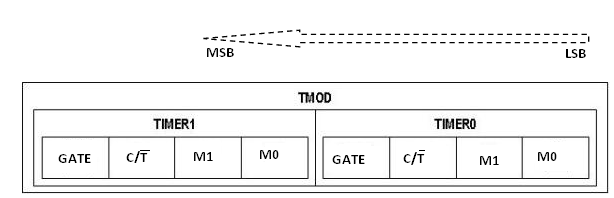 MSB LSB
TMOD
TIMER1 TIMER0
GATE C/T̅ M1 M0 GATE C/T̅ M1 M0